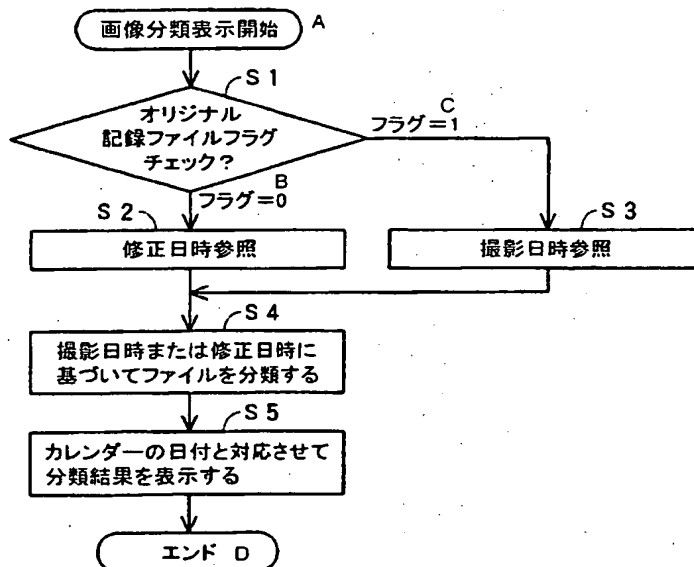 画像分類表示開始 A
S1
オリジナル
記録ファイルフラグ
チェック?
C
フラグ=1
B
フラグ=0
S2
修正日時参照
S3
撮影日時参照
S4
撮影日時または修正日時に
基づいてファイルを分類する
S5
カレンダーの日付と対応させて
分類結果を表示する
エンド D